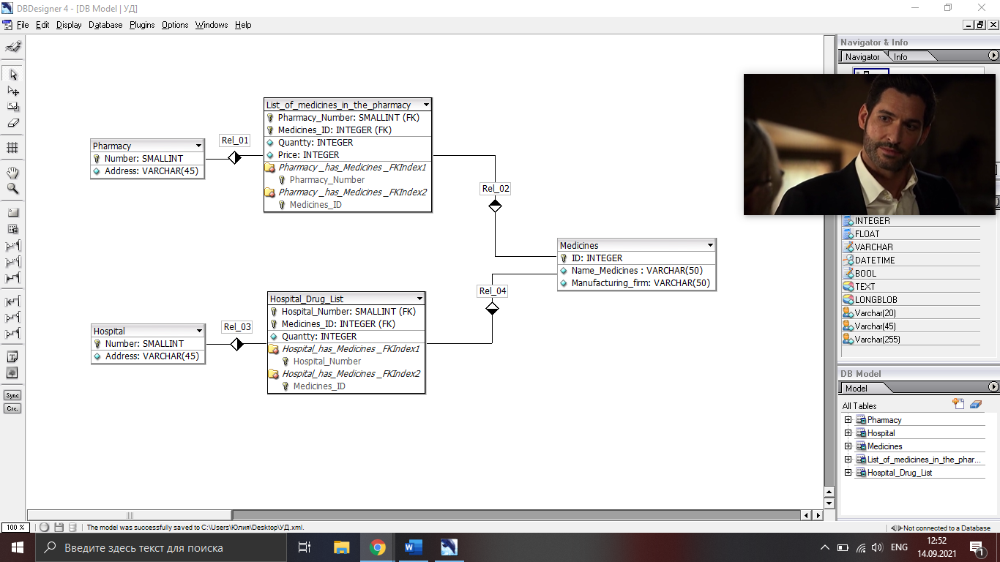 DBDesigner 4 - [DB Model | УД]
File Edit Display Database Plugins Options Windows Help
Navigator & Info
Navigator Info
List_of_medicines_in_the_pharmacy
Pharmacy_Number: SMALLINT (FK)
Medicines_ID: INTEGER (FK)
Quantty: INTEGER
Price: INTEGER
Pharmacy _has_Medicines _FKIndex1
Pharmacy_Number
Pharmacy _has_Medicines _FKIndex2
Medicines_ID
Rel_01
Pharmacy
Number: SMALLINT
Address: VARCHAR(45)
Rel_02
Medicines
ID: INTEGER
Name_Medicines : VARCHAR(50)
Manufacturing_firm: VARCHAR(50)
Rel_04
Hospital_Drug_List
Hospital_Number: SMALLINT (FK)
Medicines_ID: INTEGER (FK)
Quantty: INTEGER
Hospital_has_Medicines _FKIndex1
Hospital_Number
Hospital_has_Medicines _FKIndex2
Medicines_ID
Rel_03
Hospital
Number: SMALLINT
Address: VARCHAR(45)
INTEGER
FLOAT
VARCHAR
DATETIME
BOOL
TEXT
LONGBLOB
Varchar(20)
Varchar(45)
Varchar(255)
DB Model
Model
All Tables
Pharmacy
Hospital
Medicines
List_of_medicines_in_the_phar...
Hospital_Drug_List
Sync
Cre.
100 %
The model was successfully saved to C:\Users\Юлия\Desktop\УД.xml.
Not connected to a Database
Введите здесь текст для поиска
ENG
12:52
14.09.2021
1